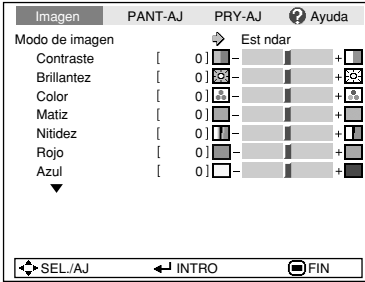 Imagen PANT-AJ PRY-AJ ? Ayuda
Modo de imagen Est ndar
Contraste [ 0 ] - +
Brillantez [ 0 ] - +
Color [ 0 ] - +
Matiz [ 0 ] - +
Nitidez [ 0 ] - +
Rojo [ 0 ] - +
Azul [ 0 ] - +
SEL./AJ INTRO FIN